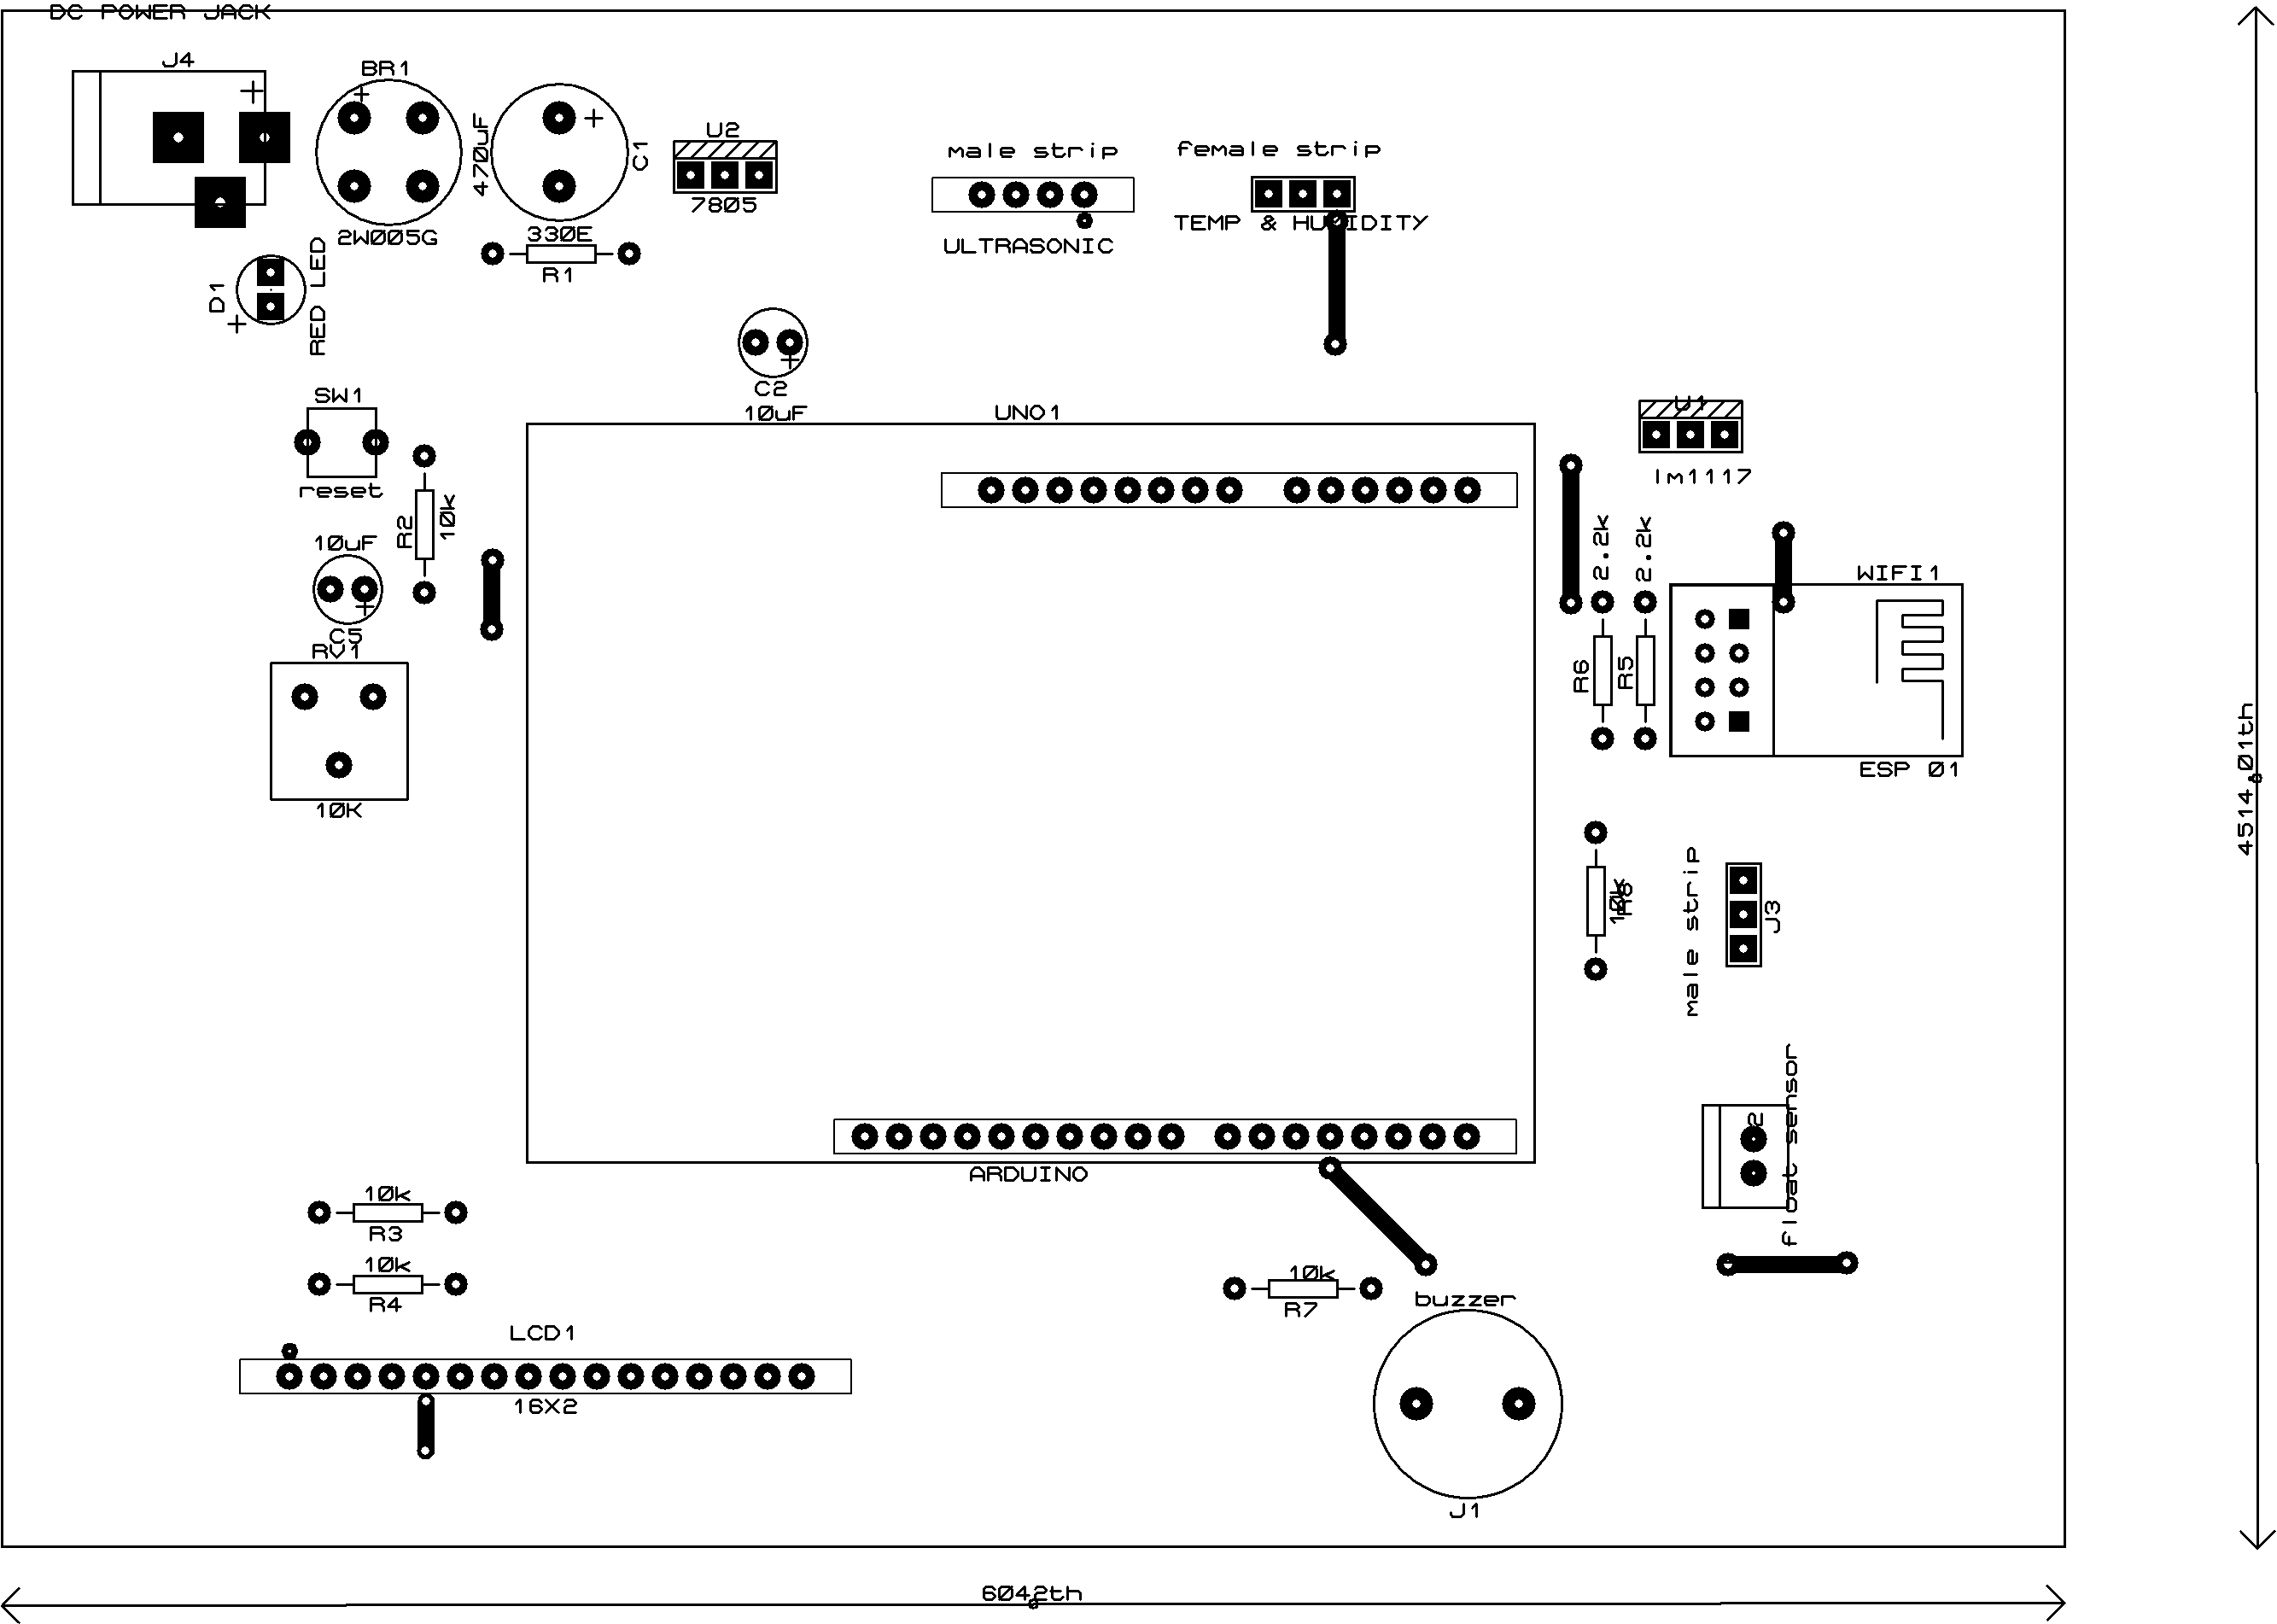 DC POWER JACK
J4
BR1
2W005G
470uF
C1
330E
R1
U2
7805
male strip
ULTRASONIC
female strip
TEMP & HUMIDITY
D1
RED LED
C2
10uF
UNO1
SW1
reset
R2
10k
10uF
C5
RV1
10K
U1
lm1117
2.2k
2.2k
R6
R5
WIFI1
ESP 01
10k
R8
male strip
J3
float sensor
ARDUINO
10k
R3
10k
R4
LCD1
16X2
10k
R7
buzzer
J1
4514.01th
6042th